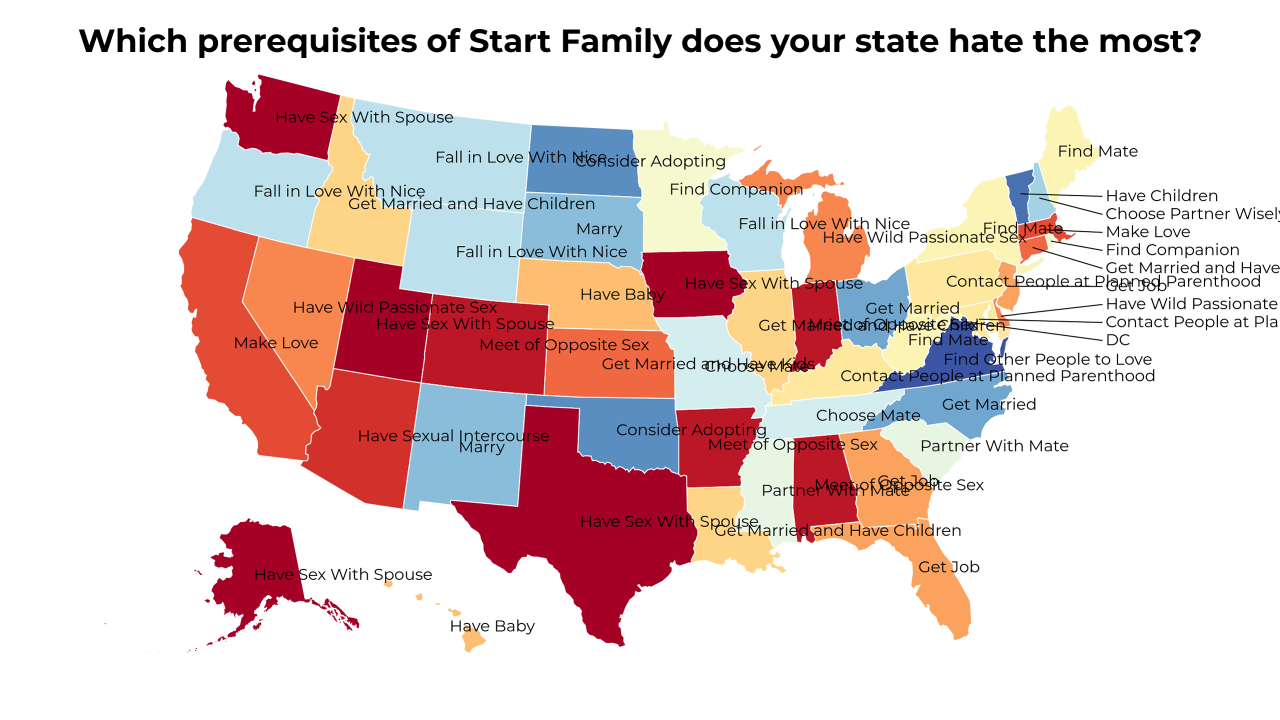 Which prerequisites of Start Family does your state hate the most?
Have Sex With Spouse
Find Mate
Fall in Love With Nice
Consider Adopting
Fall in Love With Nice
Find Companion
Get Married and Have Children
Have Children
Choose Partner Wisely
Marry
Fall in Love With Nice
Find Mate
Make Love
Have Wild Passionate Sex
Find Companion
Fall in Love With Nice
Get Married and Have
Have Sex With Spouse
Contact People at Planned Parenthood
Get Job
Have Baby
Have Wild Passionate Sex
Get Married
Have Wild Passionate
Have Sex With Spouse
Get Married and Have Children
Meet of Opposite Sex
Contact People at Pla
Make Love
Meet of Opposite Sex
Find Mate
DC
Get Married and Have Kids
Choose Mate
Find Other People to Love
Contact People at Planned Parenthood
Get Married
Choose Mate
Have Sexual Intercourse
Marry
Consider Adopting
Meet of Opposite Sex
Partner With Mate
Get Job
Partner With Mate
Meet of Opposite Sex
Have Sex With Spouse
Get Married and Have Children
Get Job
Have Sex With Spouse
Have Baby